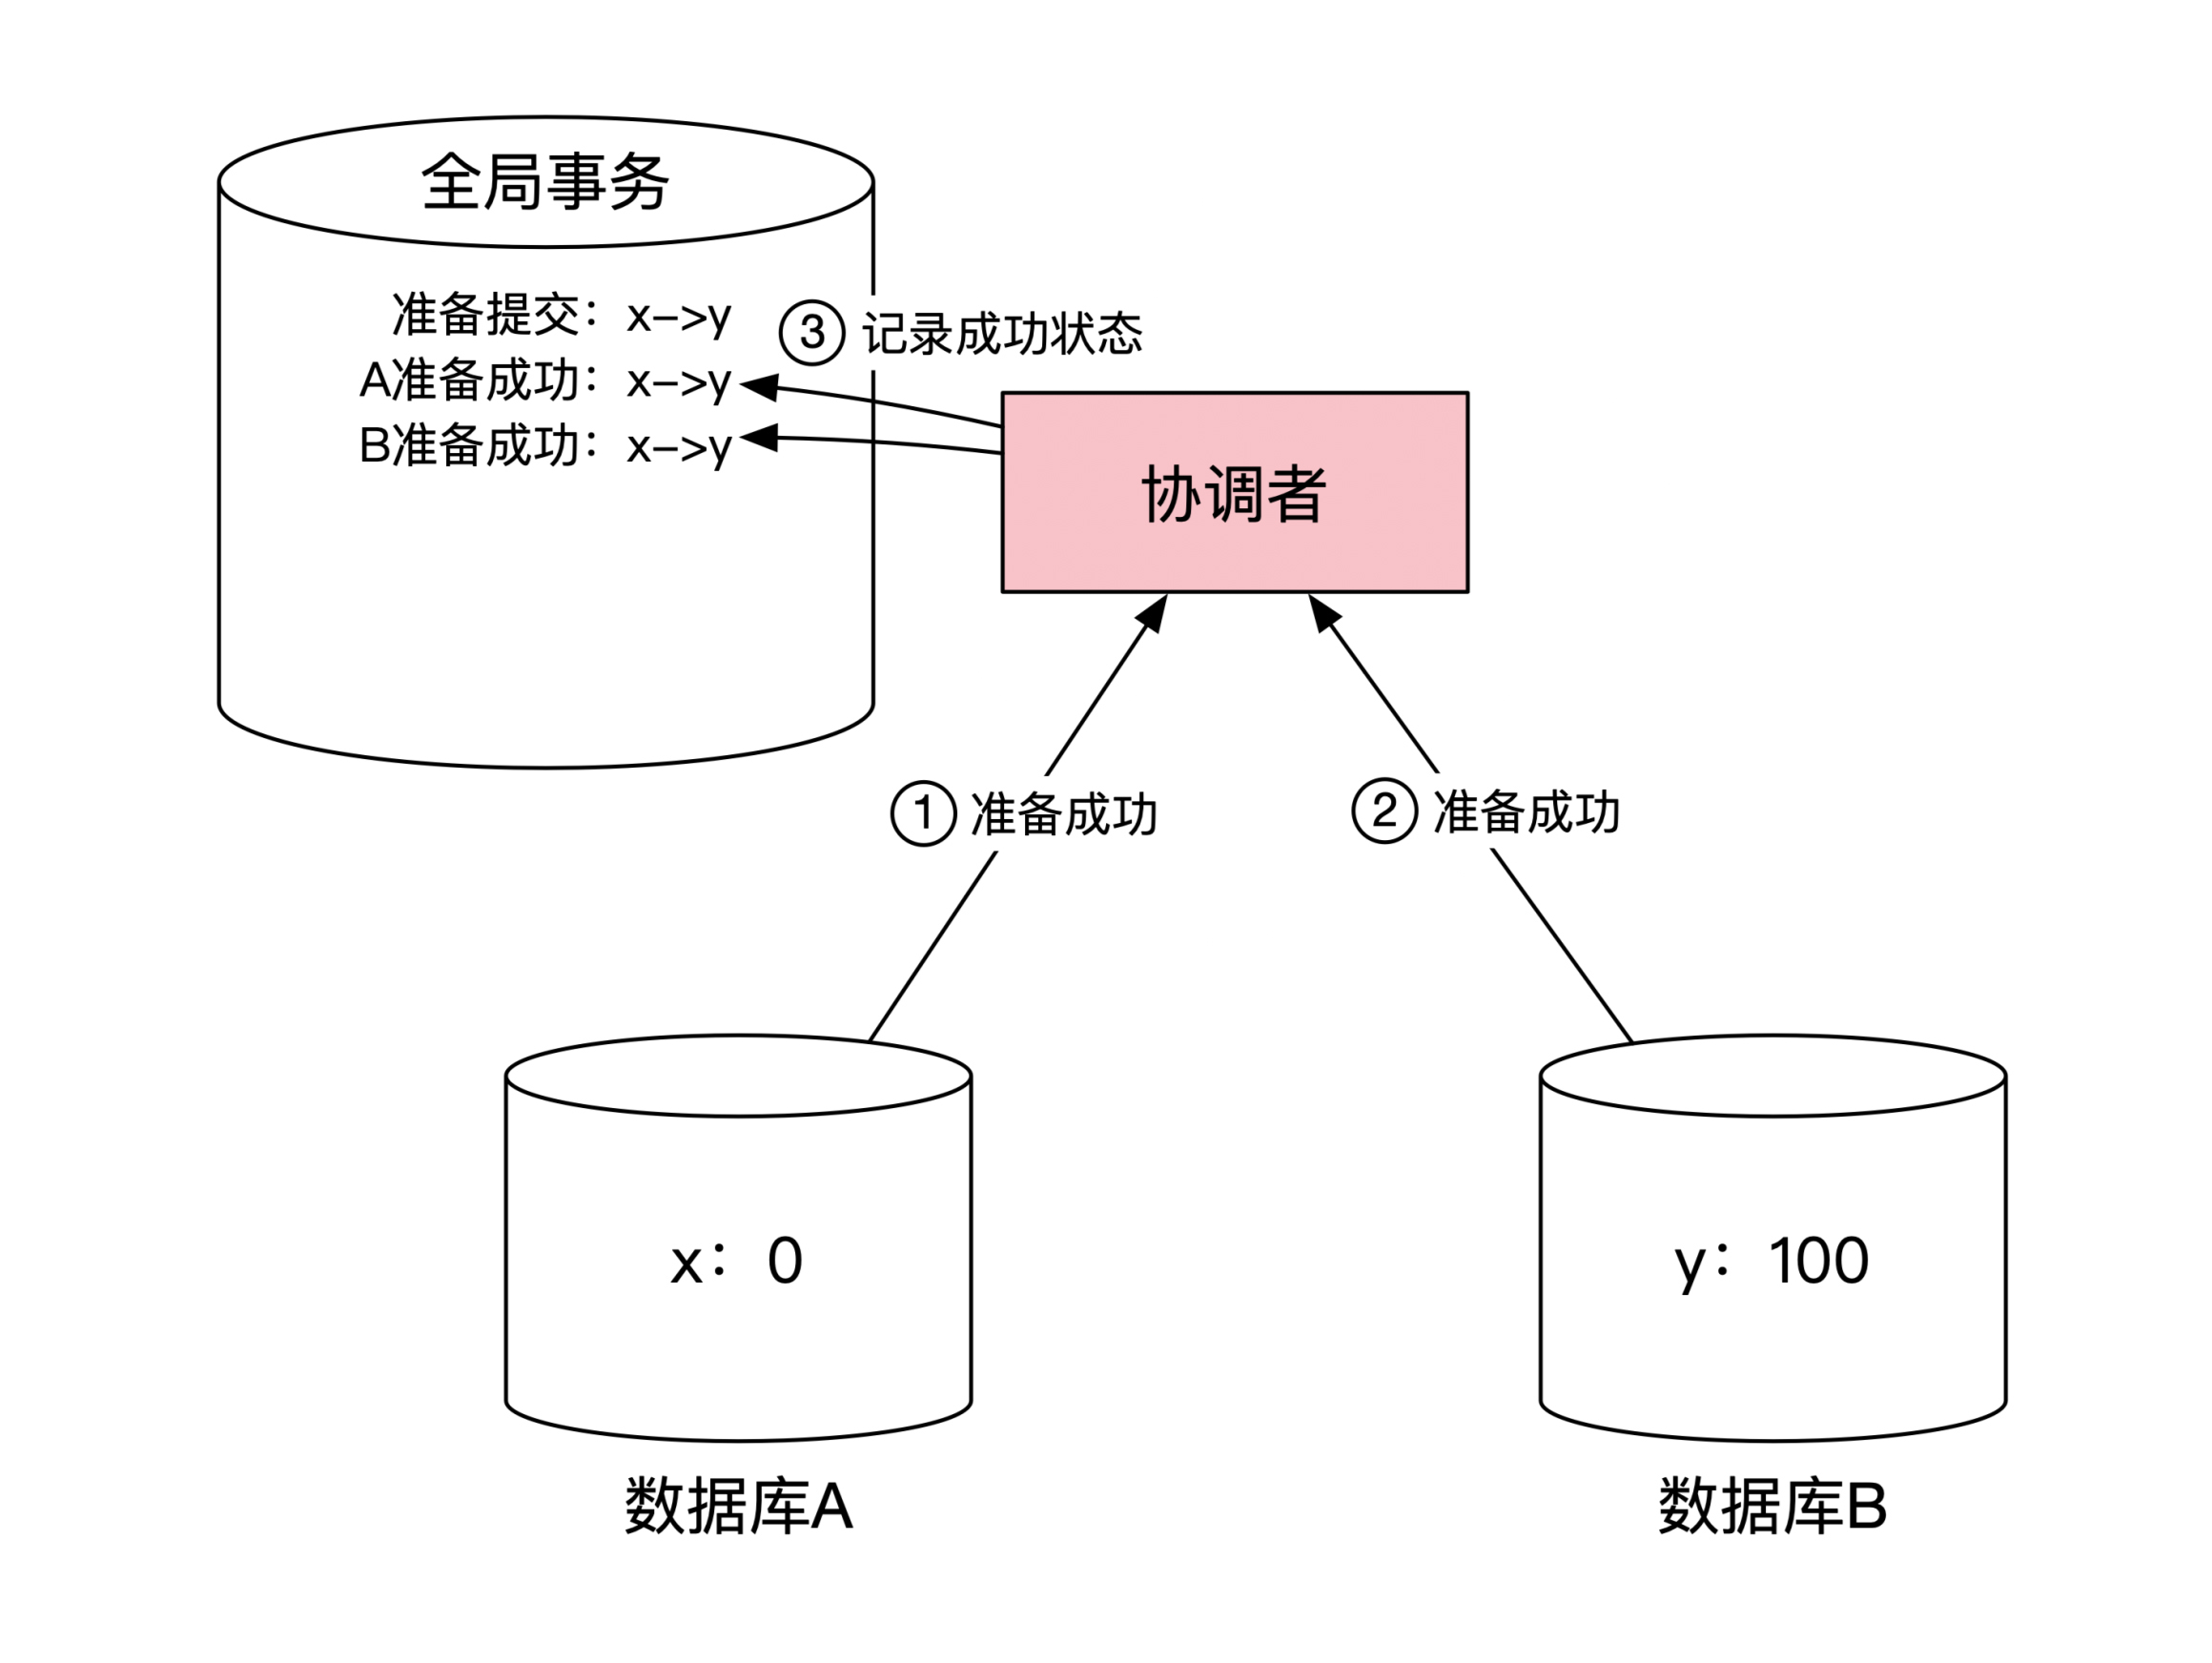 全局事务
准备提交：x->y
③ 记录成功状态
A准备成功：x->y
B准备成功：x->y
协调者
① 准备成功
② 准备成功
x：0
y：100
数据库A
数据库B